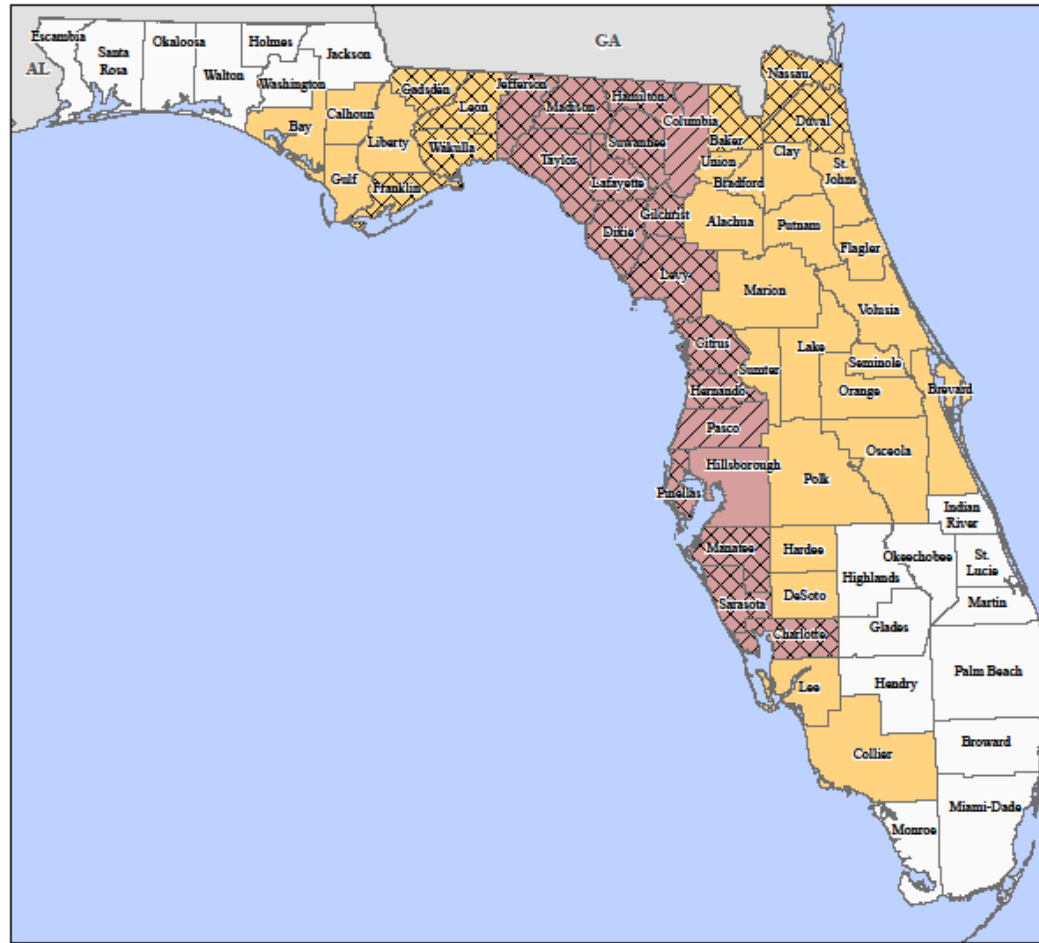 GA
AL
Escambia
Santa
Rosa
Okaloosa
Walton
Holmes
Washington
Jackson
Bay
Calhoun
Gulf
Liberty
Gadsden
Leon
Wakulla
Franklin
Jefferson
Madison
Taylor
Hamilton
Suwannee
Lafayette
Dixie
Columbia
Gilchrist
Levy
Baker
Union
Bradford
Nassau
Duval
Clay
St.
Johns
Alachua
Putnam
Flagler
Marion
Volusia
Citrus
Hernando
Sumter
Lake
Seminole
Orange
Brevard
Pasco
Hillsborough
Pinellas
Polk
Osceola
Indian
River
Manatee
Hardee
Highlands
Okeechobee
St.
Lucie
Sarasota
DeSoto
Martin
Charlotte
Glades
Lee
Hendry
Palm Beach
Collier
Broward
Monroe
Miami-Dade